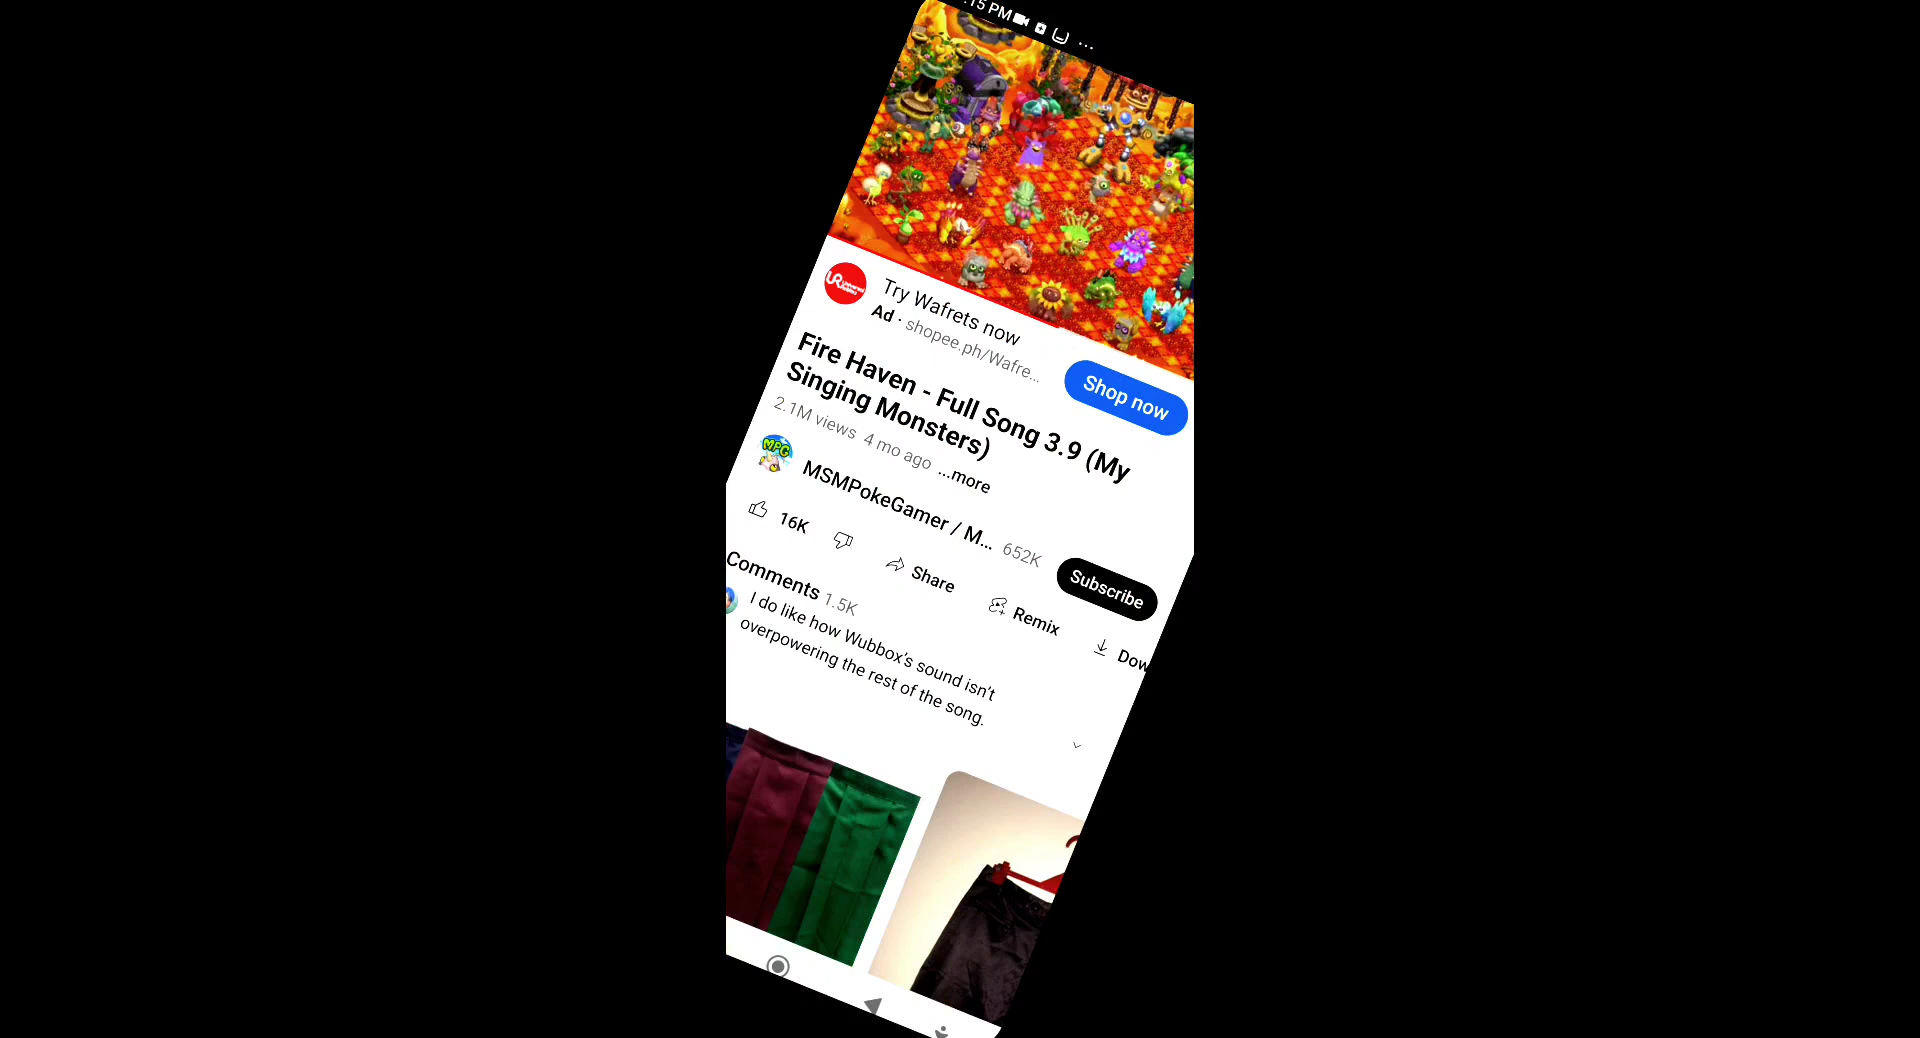 :15 PM
Try Wafrets now
Ad · shopee.ph/Wafre...
Shop now
Fire Haven - Full Song 3.9 (My
Singing Monsters)
2.1M views 4 mo ago ...more
MPG
MSMPokeGamer / M... 652K
Subscribe
16K
Share
Remix
Dow
Comments 1.5K
I do like how Wubbox's sound isn't
overpowering the rest of the song.